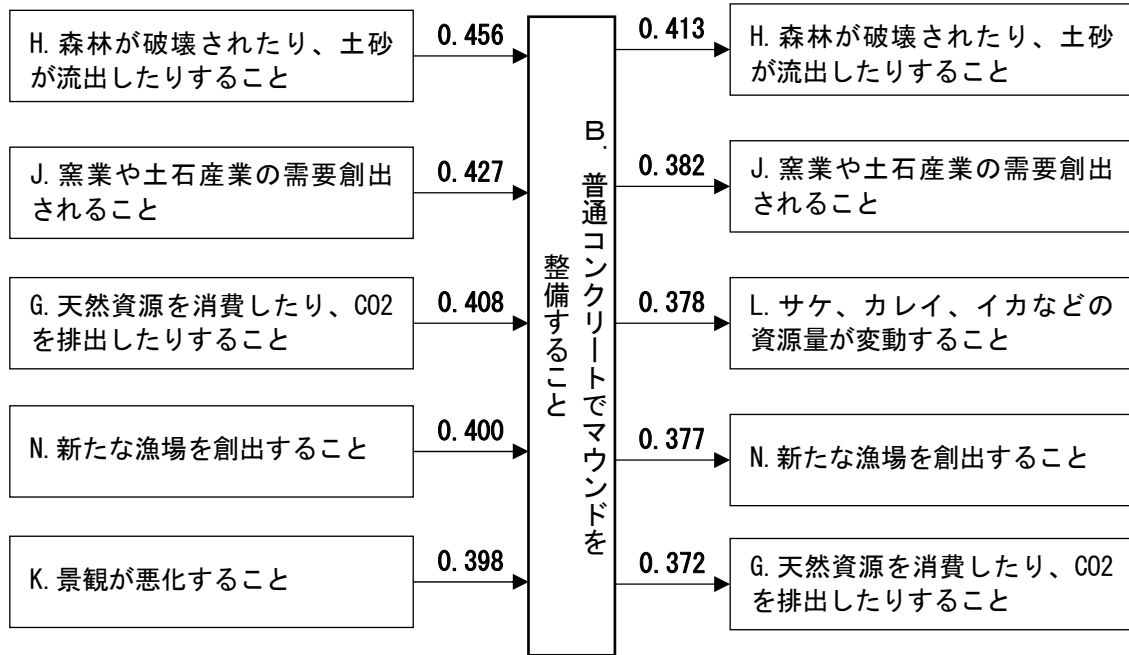 H. 森林が破壊されたり、土砂
が流出したりすること
0.456
J. 窯業や土石産業の需要創出
されること
0.427
G. 天然資源を消費したり、CO2
を排出したりすること
0.408
N. 新たな漁場を創出すること
0.400
K. 景観が悪化すること
0.398
B. 普通コンクリートでマウンドを
整備すること
0.413
H. 森林が破壊されたり、土砂
が流出したりすること
0.382
J. 窯業や土石産業の需要創出
されること
0.378
L. サケ、カレイ、イカなどの
資源量が変動すること
0.377
N. 新たな漁場を創出すること
0.372
G. 天然資源を消費したり、CO2
を排出したりすること